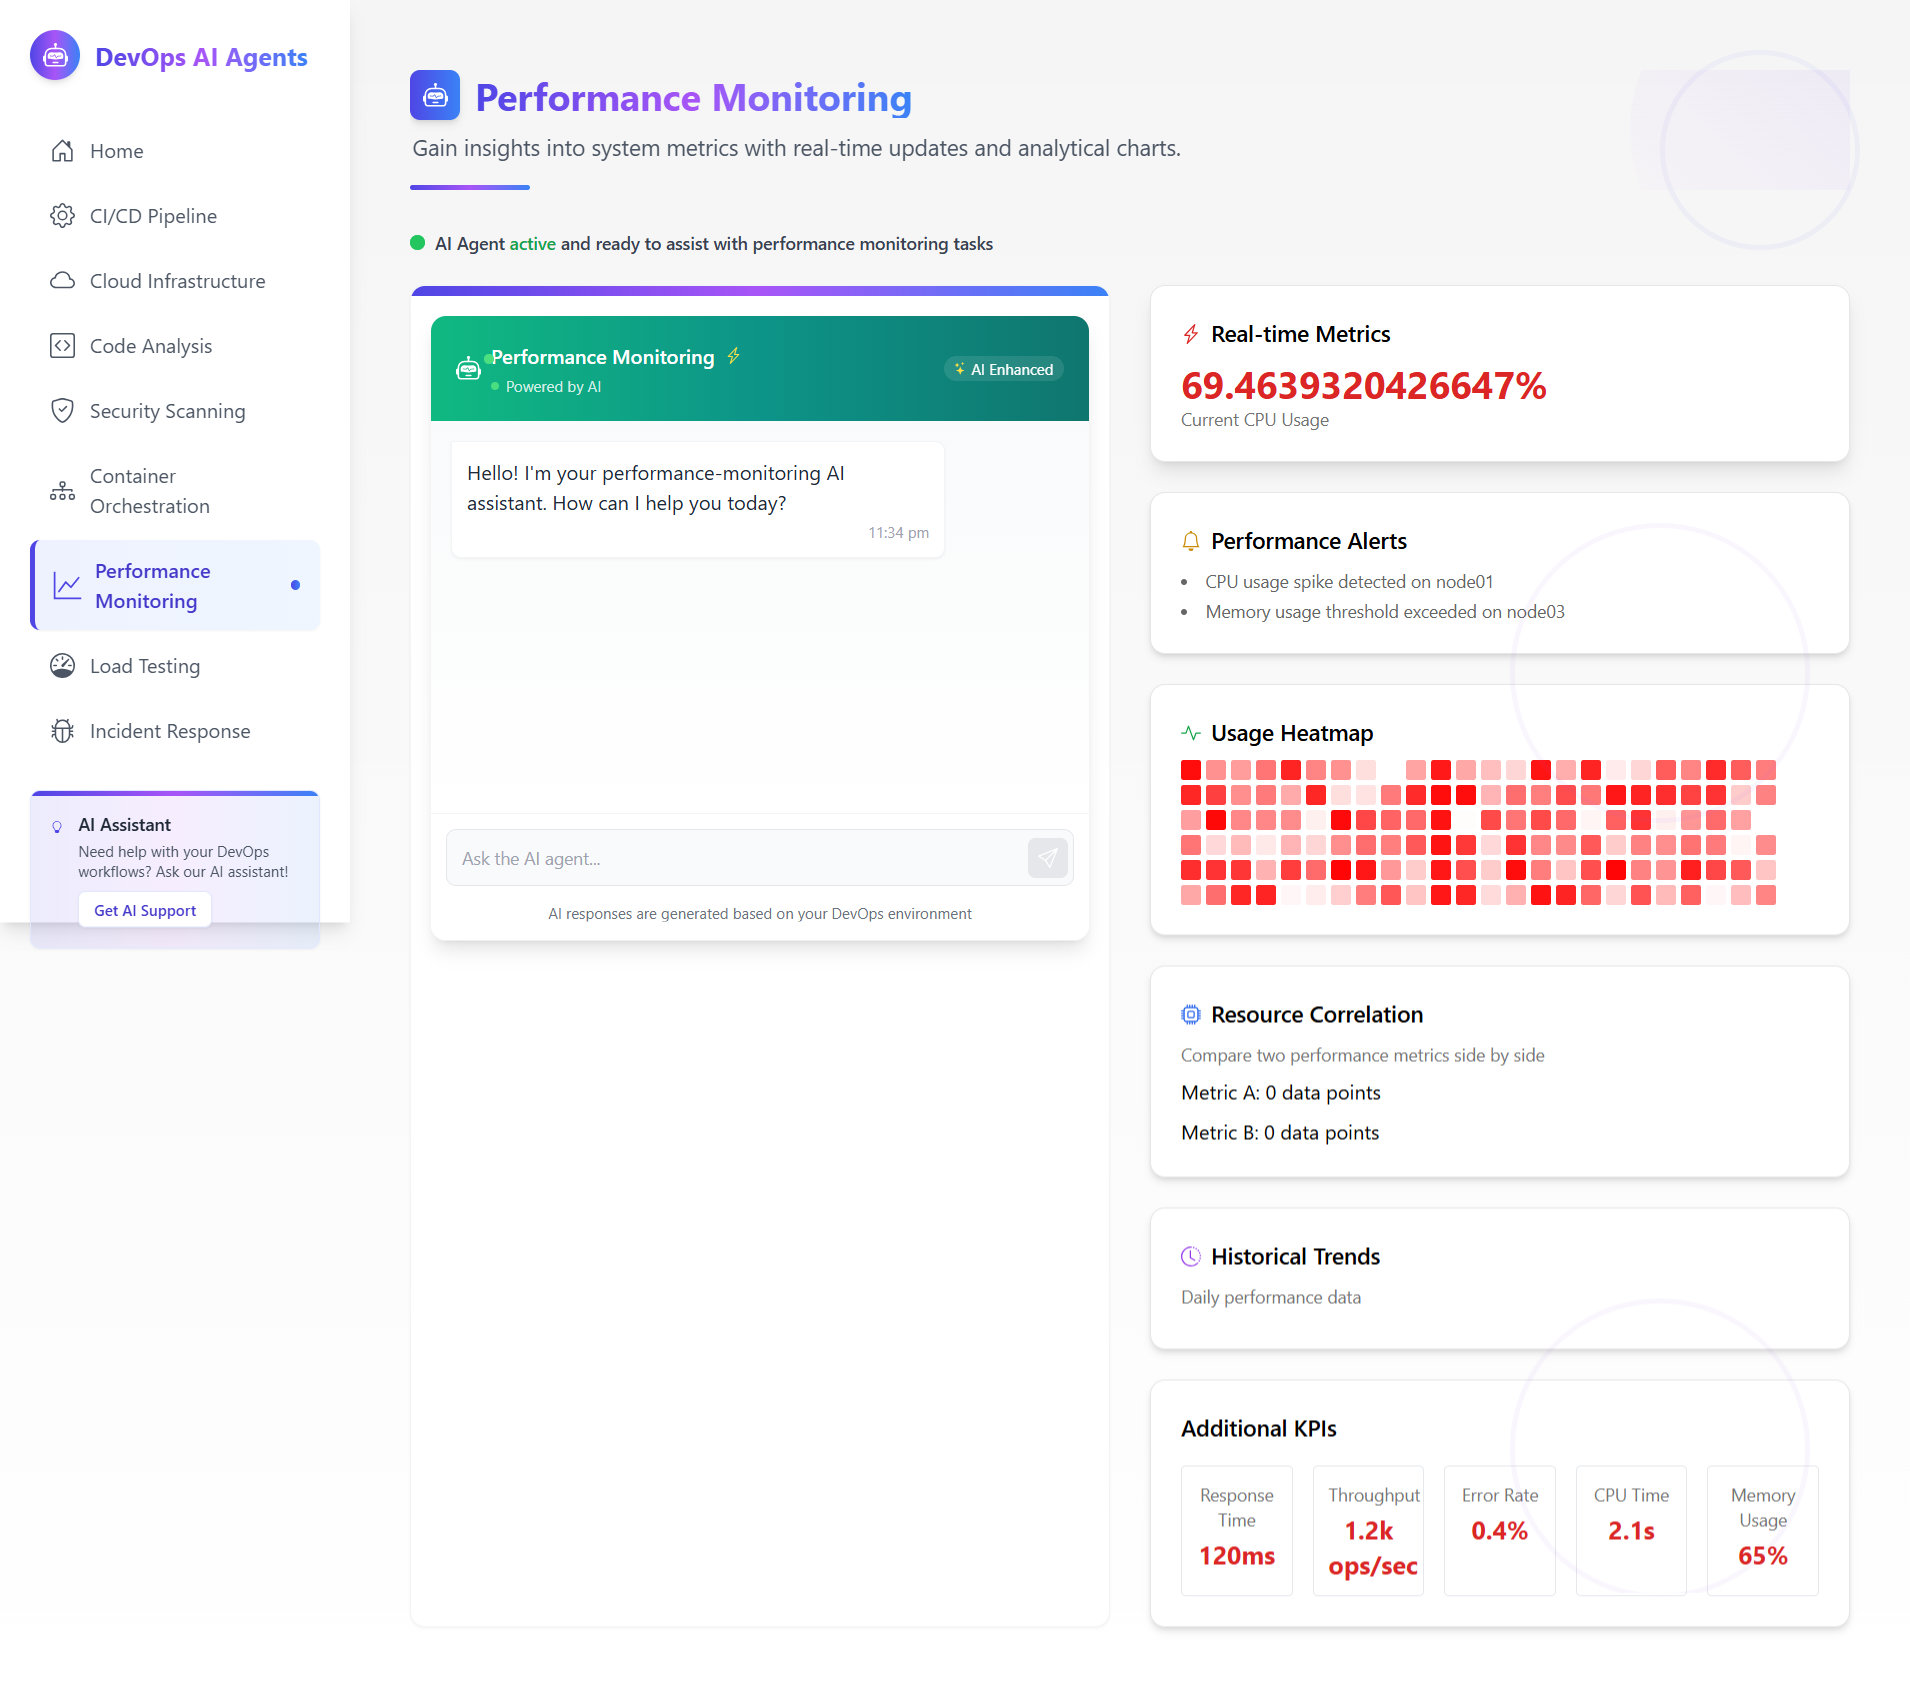 DevOps AI Agents
Home
CI/CD Pipeline
Cloud Infrastructure
Code Analysis
Security Scanning
Container
Orchestration
Performance
Monitoring
Load Testing
Incident Response
AI Assistant
Need help with your DevOps
workflows? Ask our AI assistant!
Get AI Support
Performance Monitoring
Gain insights into system metrics with real-time updates and analytical charts.
AI Agent active and ready to assist with performance monitoring tasks
Performance Monitoring
Powered by AI
AI Enhanced
Hello! I'm your performance-monitoring AI
assistant. How can I help you today?
11:34 pm
Ask the AI agent...
AI responses are generated based on your DevOps environment
Real-time Metrics
69.4639320426647%
Current CPU Usage
Performance Alerts
• CPU usage spike detected on node01
• Memory usage threshold exceeded on node03
Usage Heatmap
Resource Correlation
Compare two performance metrics side by side
Metric A: 0 data points
Metric B: 0 data points
Historical Trends
Daily performance data
Additional KPIs
Response
Time
120ms
Throughput
1.2k
ops/sec
Error Rate
0.4%
CPU Time
2.1s
Memory
Usage
65%